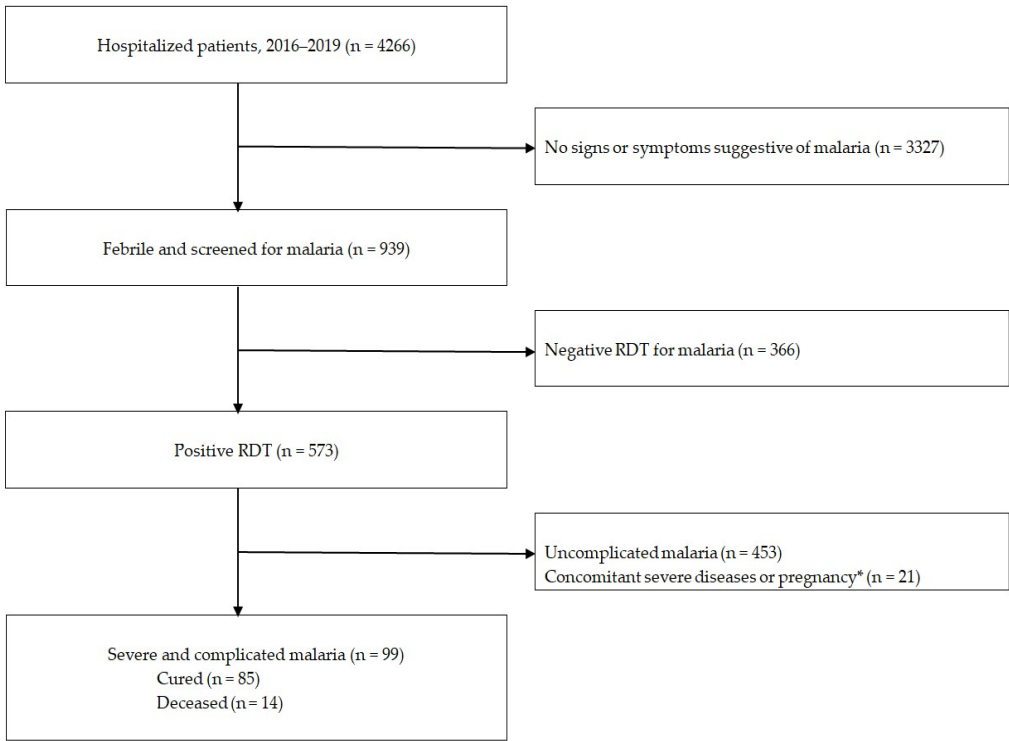 Hospitalized patients, 2016–2019 (n = 4266)
No signs or symptoms suggestive of malaria (n = 3327)
Febrile and screened for malaria (n = 939)
Negative RDT for malaria (n = 366)
Positive RDT (n = 573)
Uncomplicated malaria (n = 453)
Concomitant severe diseases or pregnancy* (n = 21)
Severe and complicated malaria (n = 99)
Cured (n = 85)
Deceased (n = 14)